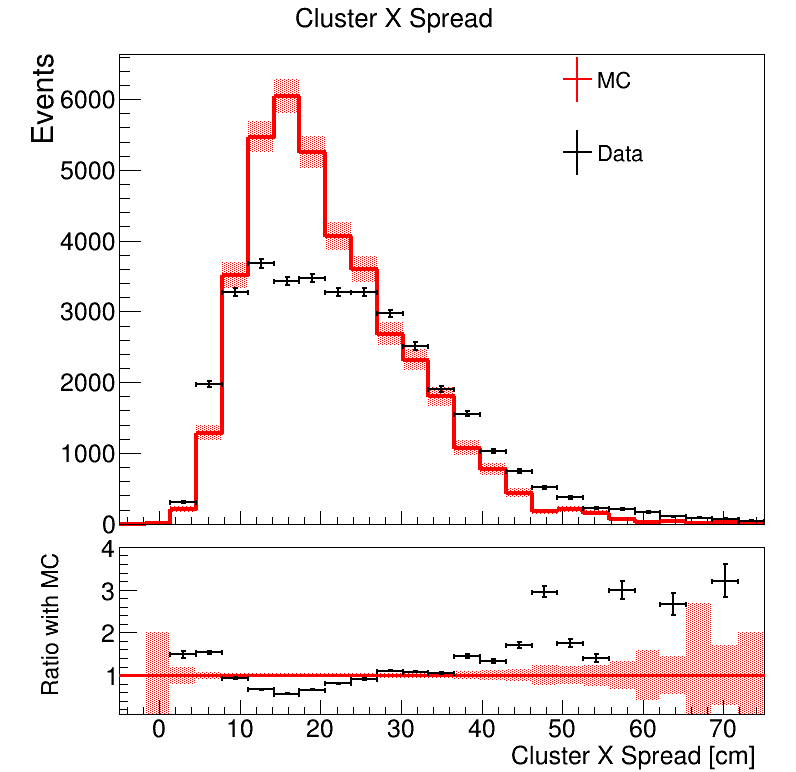 Cluster X Spread
Events
6000
5000
4000
3000
2000
1000
0
MC
Data
Ratio with MC
4
3
2
1
0 10 20 30 40 50 60 70
Cluster X Spread [cm]